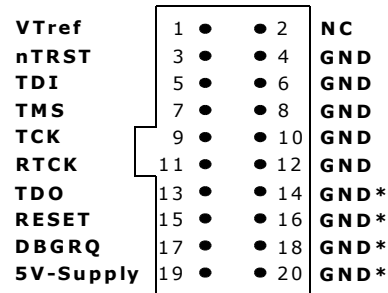 VTref 1 2 NC
nTRST 3 4 GND
TDI 5 6 GND
TMS 7 8 GND
TCK 9 10 GND
RTCK 11 12 GND
TDO 13 14 GND*
RESET 15 16 GND*
DBGRQ 17 18 GND*
5V-Supply 19 20 GND*